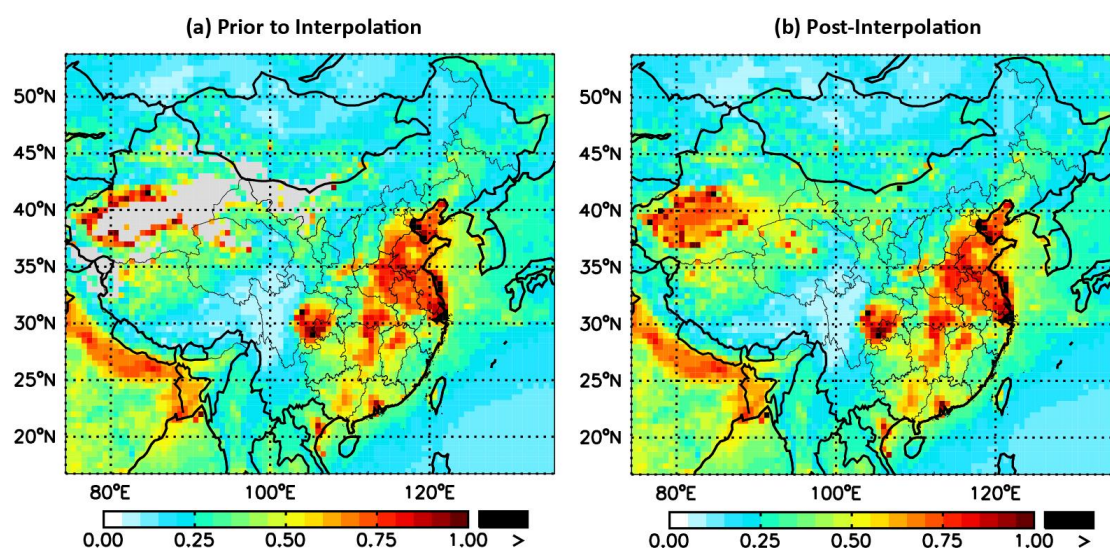 (a) Prior to Interpolation
50°N
45°N
40°N
35°N
30°N
25°N
20°N
80°E 100°E 120°E
0.00 0.25 0.50 0.75 1.00 >
(b) Post-Interpolation
50°N
45°N
40°N
35°N
30°N
25°N
20°N
80°E 100°E 120°E
0.00 0.25 0.50 0.75 1.00 >